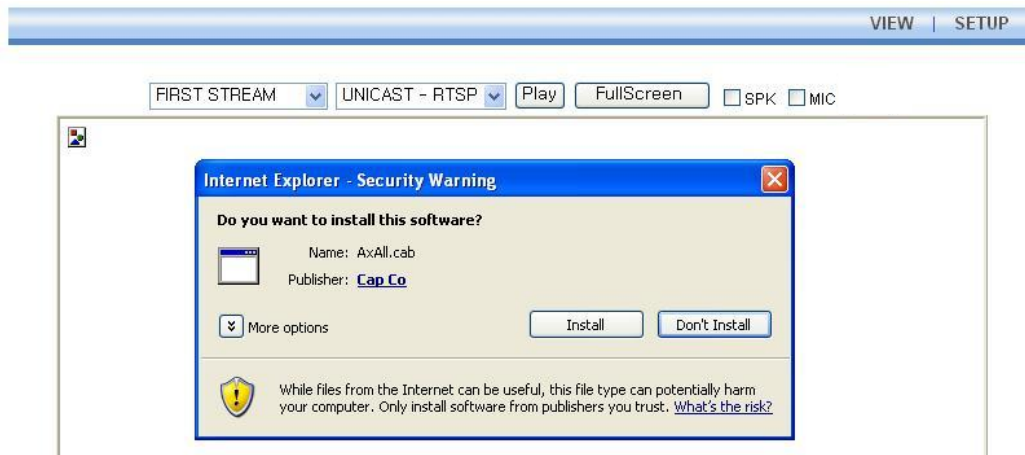 VIEW | SETUP
FIRST STREAM UNICAST - RTSP Play FullScreen SPK MIC
Internet Explorer - Security Warning
Do you want to install this software?
Name: AxAll.cab
Publisher: Cap Co
More options Install Don't Install
While files from the Internet can be useful, this file type can potentially harm
your computer. Only install software from publishers you trust. What's the risk?